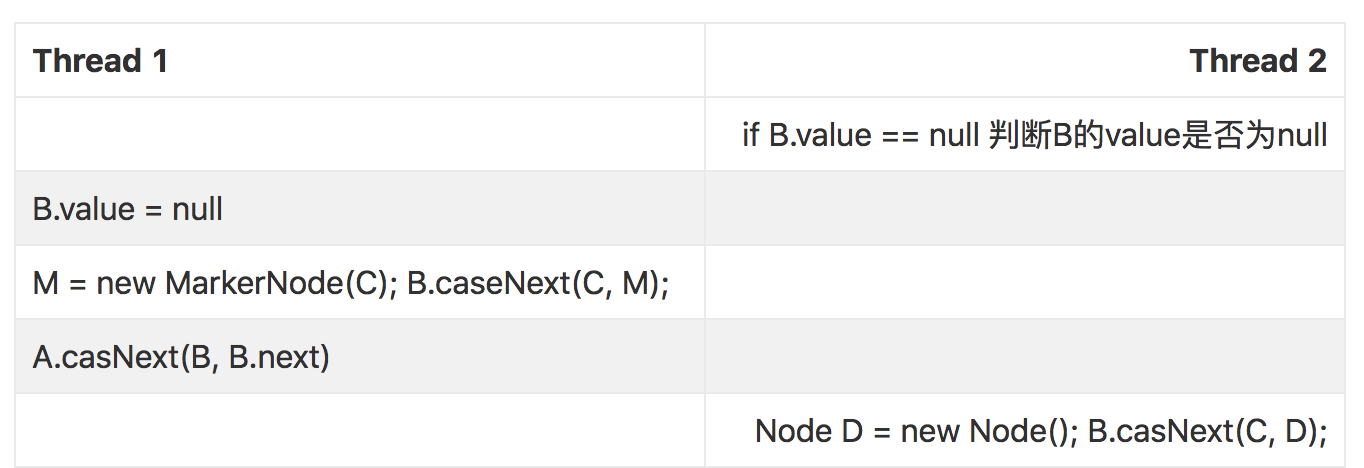 Thread 1 Thread 2
if B.value == null 判断B的value是否为null
B.value = null
M = new MarkerNode(C); B.caseNext(C, M);
A.casNext(B, B.next)
Node D = new Node(); B.casNext(C, D);